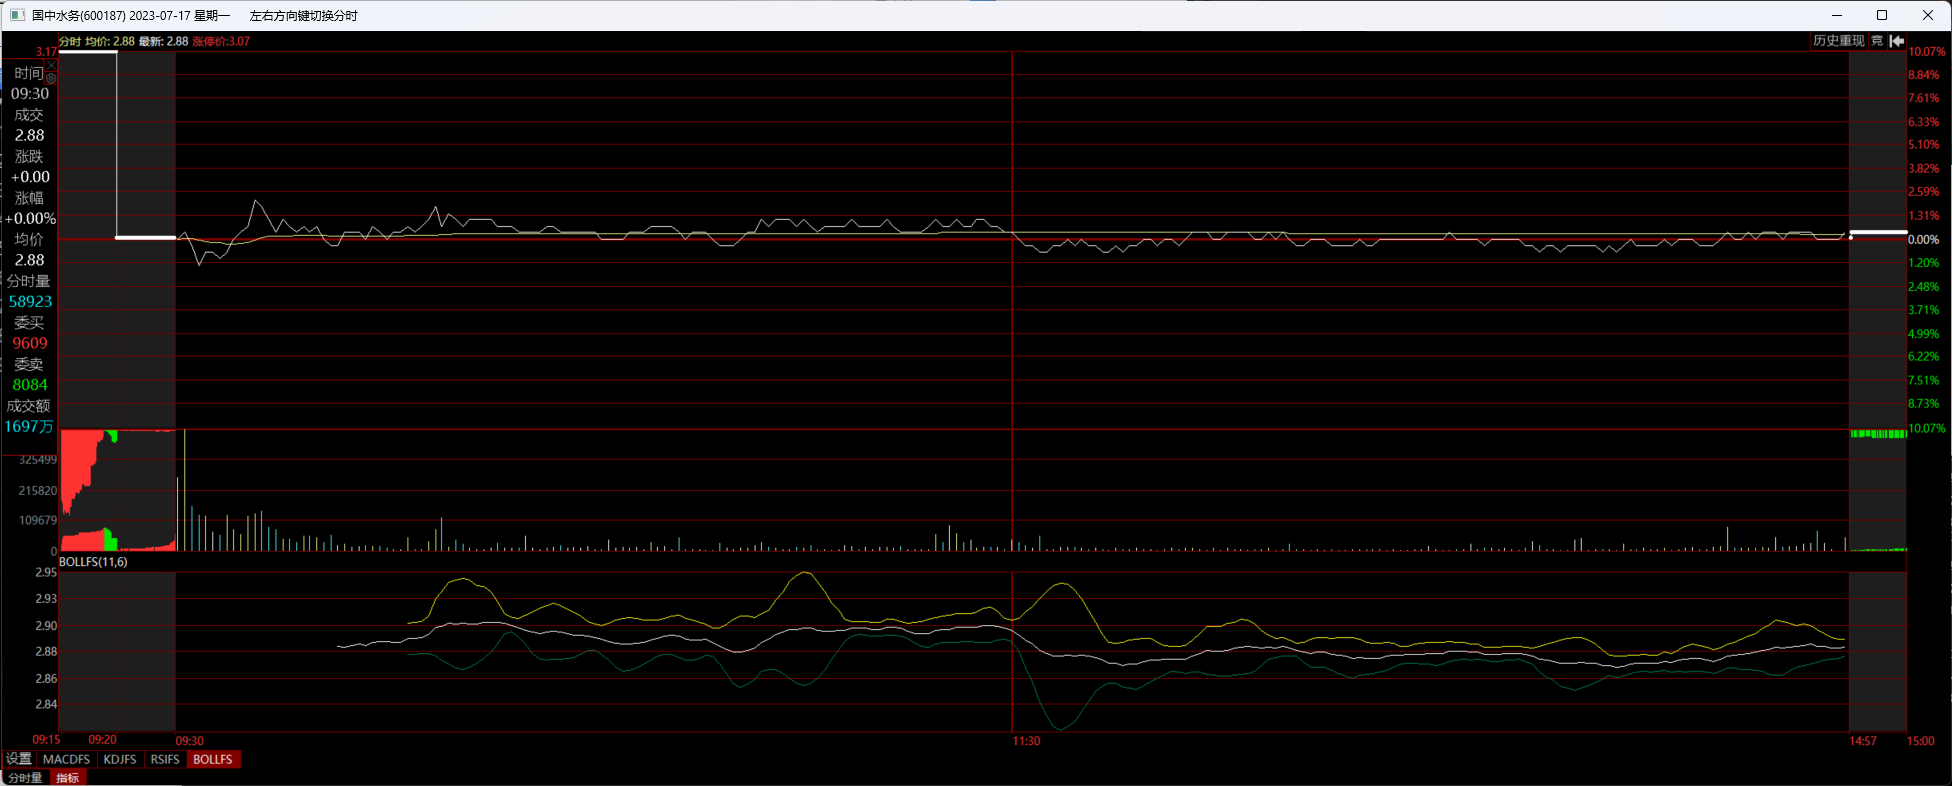 国中水务(600187) 2023-07-17 星期一 左右方向键切换分时
分时 均价: 2.88 最新: 2.88 涨停价:3.07
历史重现 竞
3.17
时间
09:30
成交
2.88
涨跌
+0.00
涨幅
+0.00%
均价
2.88
分时量
58923
委买
9609
委卖
8084
成交额
1697万
325499
215820
109679
0
10.07%
8.84%
7.61%
6.33%
5.10%
3.82%
2.59%
1.31%
0.00%
1.20%
2.48%
3.71%
4.99%
6.22%
7.51%
8.73%
10.07%
BOLLFS(11,6)
2.95
2.93
2.90
2.88
2.86
2.84
09:15 09:20 09:30 11:30 14:57 15:00
设置 MACDFS KDJFS RSIFS BOLLFS
分时量 指标